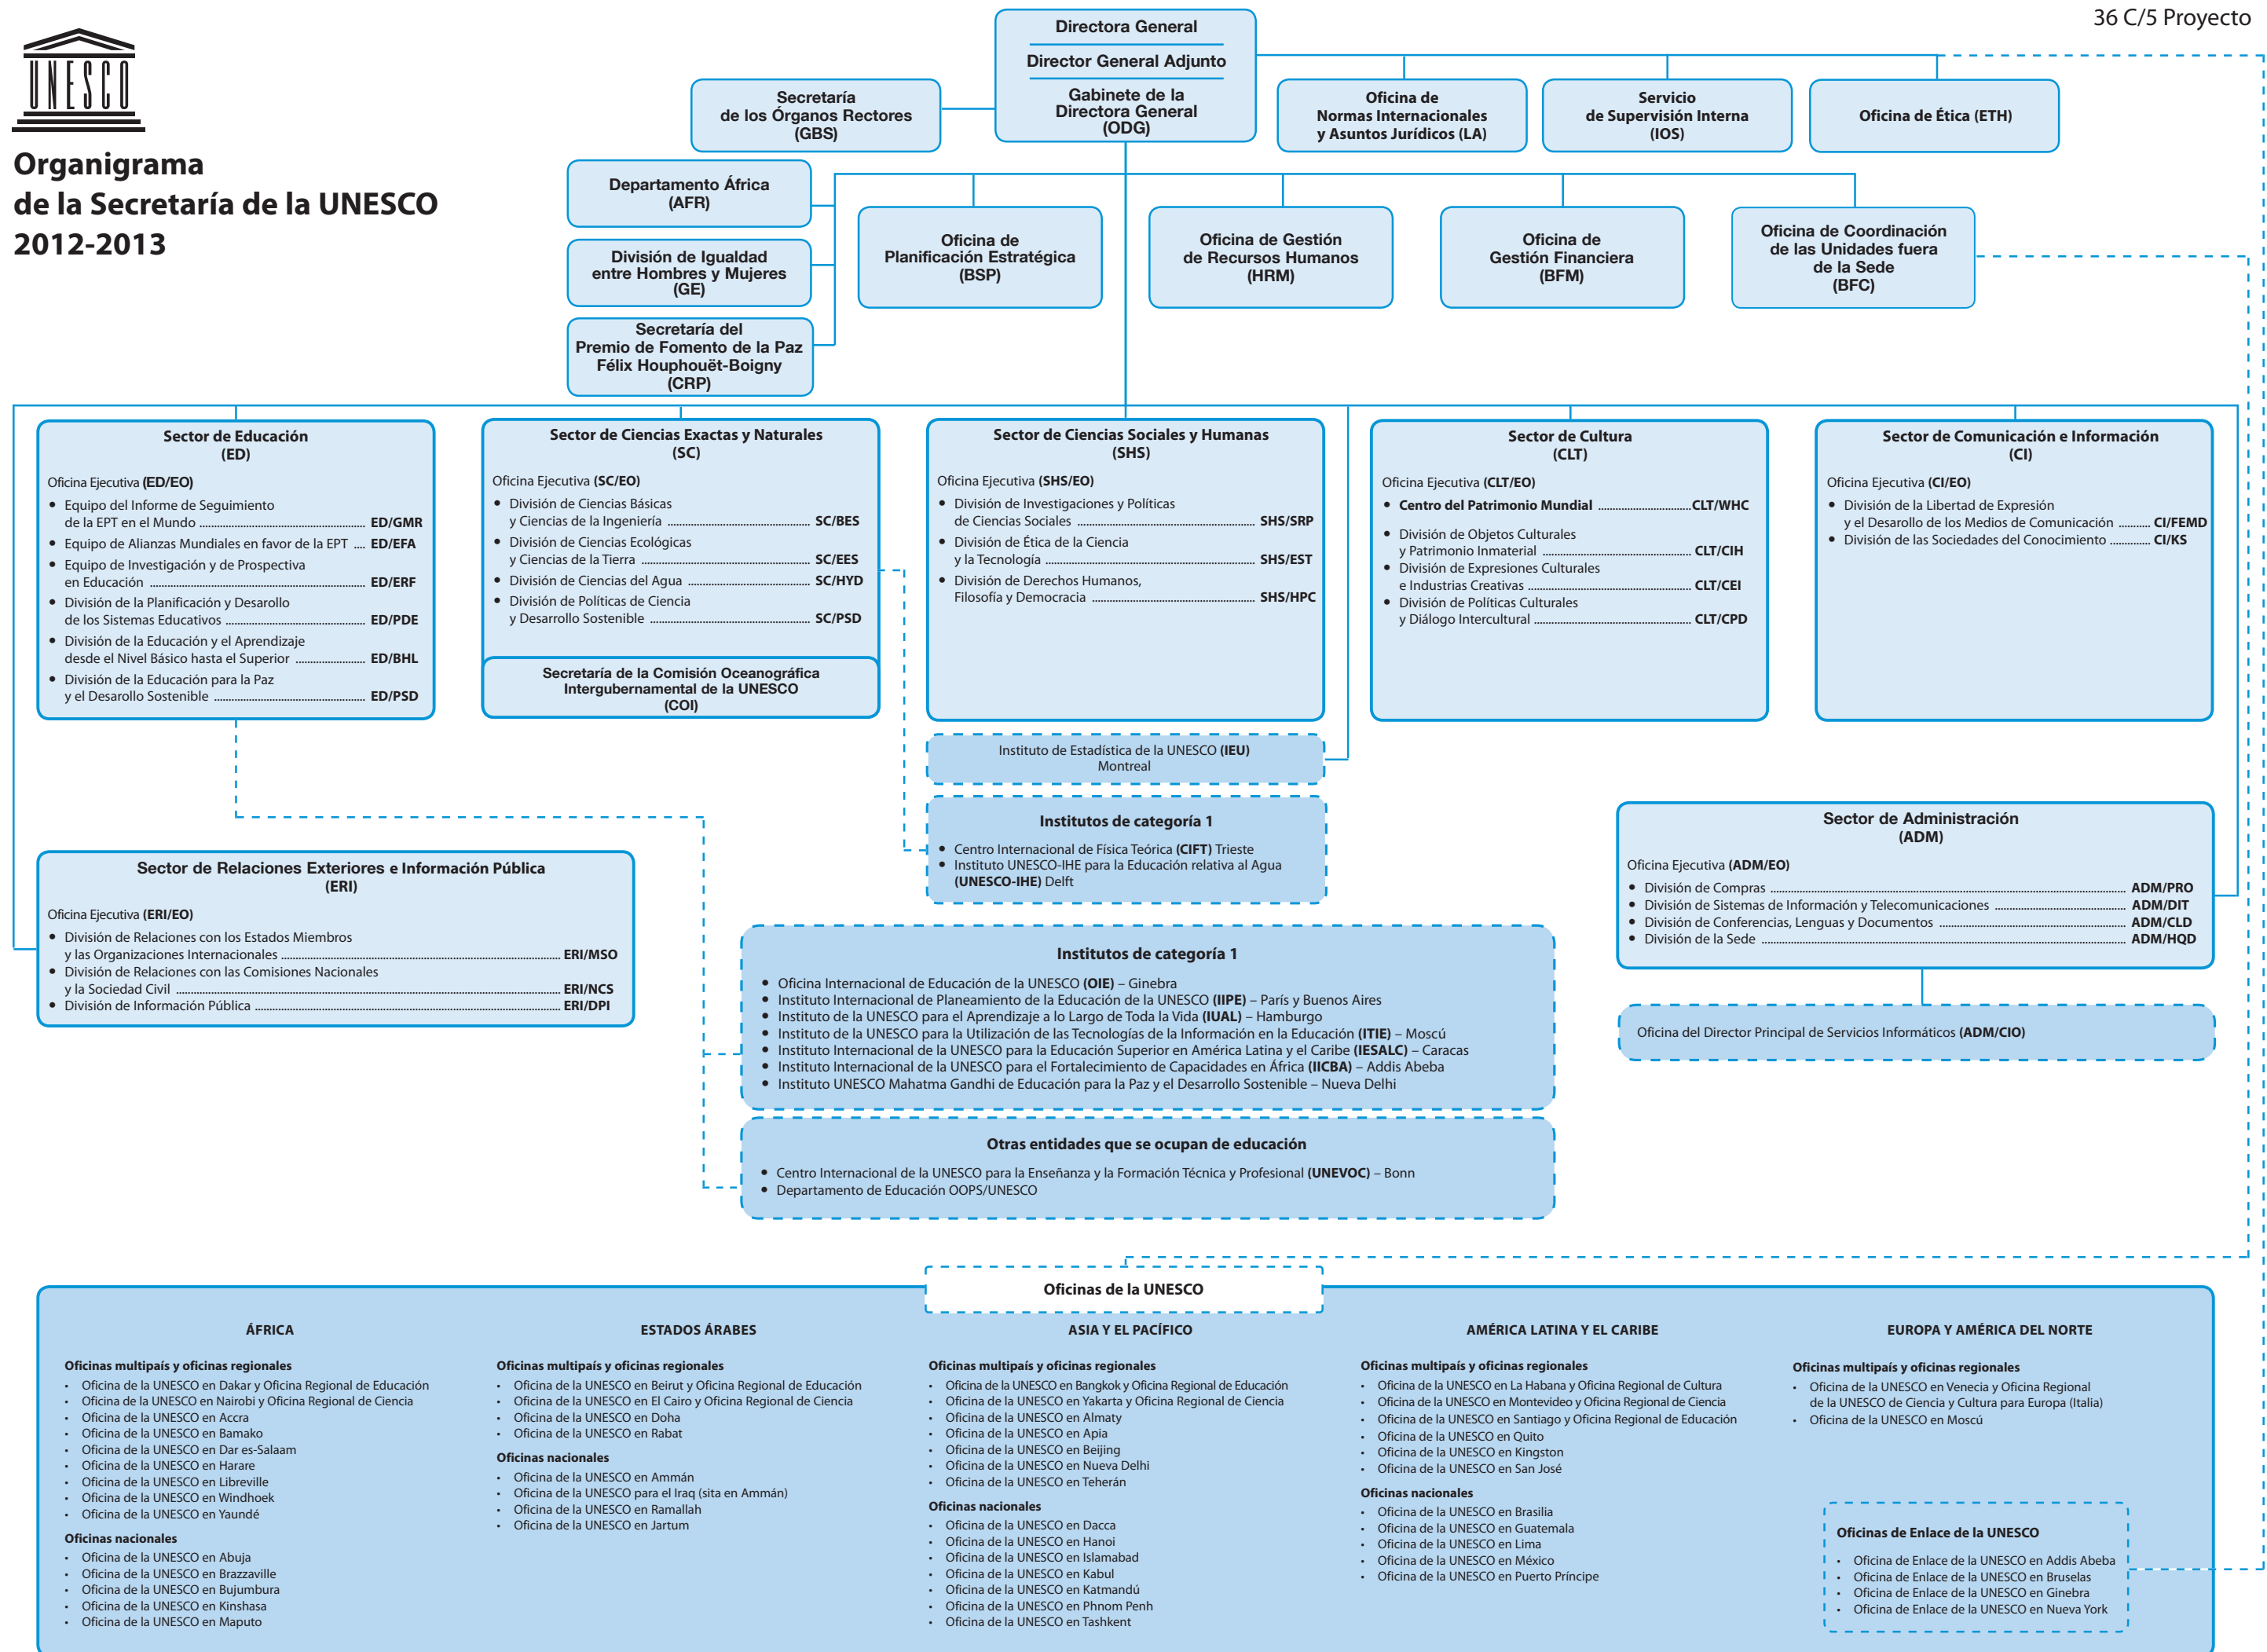 36 C/5 Proyecto
UNESCO
Organigrama
de la Secretaría de la UNESCO
2012-2013
Directora General
Director General Adjunto
Gabinete de la
Directora General
(ODG)
Secretaría
de los Órganos Rectores
(GBS)
Oficina de
Normas Internacionales
y Asuntos Jurídicos (LA)
Servicio
de Supervisión Interna
(IOS)
Oficina de Ética (ETH)
Departamento África
(AFR)
División de Igualdad
entre Hombres y Mujeres
(GE)
Secretaría del
Premio de Fomento de la Paz
Félix Houphouët-Boigny
(CRP)
Oficina de
Planificación Estratégica
(BSP)
Oficina de Gestión
de Recursos Humanos
(HRM)
Oficina de
Gestión Financiera
(BFM)
Oficina de Coordinación
de las Unidades fuera
de la Sede
(BFC)
Sector de Educación
(ED)
Oficina Ejecutiva (ED/EO)
• Equipo del Informe de Seguimiento
de la EPT en el Mundo ........ ED/GMR
• Equipo de Alianzas Mundiales en favor de la EPT .... ED/EFA
• Equipo de Investigación y de Prospectiva
en Educación ........ ED/ERF
• División de la Planificación y Desarollo
de los Sistemas Educativos ........ ED/PDE
• División de la Educación y el Aprendizaje
desde el Nivel Básico hasta el Superior ........ ED/BHL
• División de la Educación para la Paz
y el Desarollo Sostenible ........ ED/PSD
Sector de Ciencias Exactas y Naturales
(SC)
Oficina Ejecutiva (SC/EO)
• División de Ciencias Básicas
y Ciencias de la Ingeniería ........ SC/BES
• División de Ciencias Ecológicas
y Ciencias de la Tierra ........ SC/EES
• División de Ciencias del Agua ........ SC/HYD
• División de Políticas de Ciencia
y Desarrollo Sostenible ........ SC/PSD
Secretaría de la Comisión Oceanográfica
Intergubernamental de la UNESCO
(COI)
Sector de Ciencias Sociales y Humanas
(SHS)
Oficina Ejecutiva (SHS/EO)
• División de Investigaciones y Políticas
de Ciencias Sociales ........ SHS/SRP
• División de Ética de la Ciencia
y la Tecnología ........ SHS/EST
• División de Derechos Humanos,
Filosofía y Democracia ........ SHS/HPC
Sector de Cultura
(CLT)
Oficina Ejecutiva (CLT/EO)
• Centro del Patrimonio Mundial ........ CLT/WHC
• División de Objetos Culturales
y Patrimonio Inmaterial ........ CLT/CIH
• División de Expresiones Culturales
e Industrias Creativas ........ CLT/CEI
• División de Políticas Culturales
y Diálogo Intercultural ........ CLT/CPD
Sector de Comunicación e Información
(CI)
Oficina Ejecutiva (CI/EO)
• División de la Libertad de Expresión
y el Desarollo de los Medios de Comunicación ........ CI/FEMD
• División de las Sociedades del Conocimiento ........ CI/KS
Instituto de Estadística de la UNESCO (IEU)
Montreal
Institutos de categoría 1
• Centro Internacional de Física Teórica (CIFT) Trieste
• Instituto UNESCO-IHE para la Educación relativa al Agua
(UNESCO-IHE) Delft
Sector de Relaciones Exteriores e Información Pública
(ERI)
Oficina Ejecutiva (ERI/EO)
• División de Relaciones con los Estados Miembros
y las Organizaciones Internacionales ........ ERI/MSO
• División de Relaciones con las Comisiones Nacionales
y la Sociedad Civil ........ ERI/NCS
• División de Información Pública ........ ERI/DPI
Sector de Administración
(ADM)
Oficina Ejecutiva (ADM/EO)
• División de Compras ........ ADM/PRO
• División de Sistemas de Información y Telecomunicaciones ........ ADM/DIT
• División de Conferencias, Lenguas y Documentos ........ ADM/CLD
• División de la Sede ........ ADM/HQD
Oficina del Director Principal de Servicios Informáticos (ADM/CIO)
Institutos de categoría 1
• Oficina Internacional de Educación de la UNESCO (OIE) – Ginebra
• Instituto Internacional de Planeamiento de la Educación de la UNESCO (IIPE) – París y Buenos Aires
• Instituto de la UNESCO para el Aprendizaje a lo Largo de Toda la Vida (IUAL) – Hamburgo
• Instituto de la UNESCO para la Utilización de las Tecnologías de la Información en la Educación (ITIE) – Moscú
• Instituto Internacional de la UNESCO para la Educación Superior en América Latina y el Caribe (IESALC) – Caracas
• Instituto Internacional de la UNESCO para el Fortalecimiento de Capacidades en África (IICBA) – Addis Abeba
• Instituto UNESCO Mahatma Gandhi de Educación para la Paz y el Desarrollo Sostenible – Nueva Delhi
Otras entidades que se ocupan de educación
• Centro Internacional de la UNESCO para la Enseñanza y la Formación Técnica y Profesional (UNEVOC) – Bonn
• Departamento de Educación OOPS/UNESCO
Oficinas de la UNESCO
ÁFRICA
Oficinas multipaís y oficinas regionales
• Oficina de la UNESCO en Dakar y Oficina Regional de Educación
• Oficina de la UNESCO en Nairobi y Oficina Regional de Ciencia
• Oficina de la UNESCO en Accra
• Oficina de la UNESCO en Bamako
• Oficina de la UNESCO en Dar es-Salaam
• Oficina de la UNESCO en Harare
• Oficina de la UNESCO en Libreville
• Oficina de la UNESCO en Windhoek
• Oficina de la UNESCO en Yaundé
Oficinas nacionales
• Oficina de la UNESCO en Abuja
• Oficina de la UNESCO en Brazzaville
• Oficina de la UNESCO en Bujumbura
• Oficina de la UNESCO en Kinshasa
• Oficina de la UNESCO en Maputo
ESTADOS ÁRABES
Oficinas multipaís y oficinas regionales
• Oficina de la UNESCO en Beirut y Oficina Regional de Educación
• Oficina de la UNESCO en El Cairo y Oficina Regional de Ciencia
• Oficina de la UNESCO en Doha
• Oficina de la UNESCO en Rabat
Oficinas nacionales
• Oficina de la UNESCO en Ammán
• Oficina de la UNESCO para el Iraq (sita en Ammán)
• Oficina de la UNESCO en Ramallah
• Oficina de la UNESCO en Jartum
ASIA Y EL PACÍFICO
Oficinas multipaís y oficinas regionales
• Oficina de la UNESCO en Bangkok y Oficina Regional de Educación
• Oficina de la UNESCO en Yakarta y Oficina Regional de Ciencia
• Oficina de la UNESCO en Almaty
• Oficina de la UNESCO en Apia
• Oficina de la UNESCO en Beijing
• Oficina de la UNESCO en Nueva Delhi
• Oficina de la UNESCO en Teherán
Oficinas nacionales
• Oficina de la UNESCO en Dacca
• Oficina de la UNESCO en Hanoi
• Oficina de la UNESCO en Islamabad
• Oficina de la UNESCO en Kabul
• Oficina de la UNESCO en Katmandú
• Oficina de la UNESCO en Phnom Penh
• Oficina de la UNESCO en Tashkent
AMÉRICA LATINA Y EL CARIBE
Oficinas multipaís y oficinas regionales
• Oficina de la UNESCO en La Habana y Oficina Regional de Cultura
• Oficina de la UNESCO en Montevideo y Oficina Regional de Ciencia
• Oficina de la UNESCO en Santiago y Oficina Regional de Educación
• Oficina de la UNESCO en Quito
• Oficina de la UNESCO en Kingston
• Oficina de la UNESCO en San José
Oficinas nacionales
• Oficina de la UNESCO en Brasilia
• Oficina de la UNESCO en Guatemala
• Oficina de la UNESCO en Lima
• Oficina de la UNESCO en México
• Oficina de la UNESCO en Puerto Príncipe
EUROPA Y AMÉRICA DEL NORTE
Oficinas multipaís y oficinas regionales
• Oficina de la UNESCO en Venecia y Oficina Regional
de la UNESCO de Ciencia y Cultura para Europa (Italia)
• Oficina de la UNESCO en Moscú
Oficinas de Enlace de la UNESCO
• Oficina de Enlace de la UNESCO en Addis Abeba
• Oficina de Enlace de la UNESCO en Bruselas
• Oficina de Enlace de la UNESCO en Ginebra
• Oficina de Enlace de la UNESCO en Nueva York